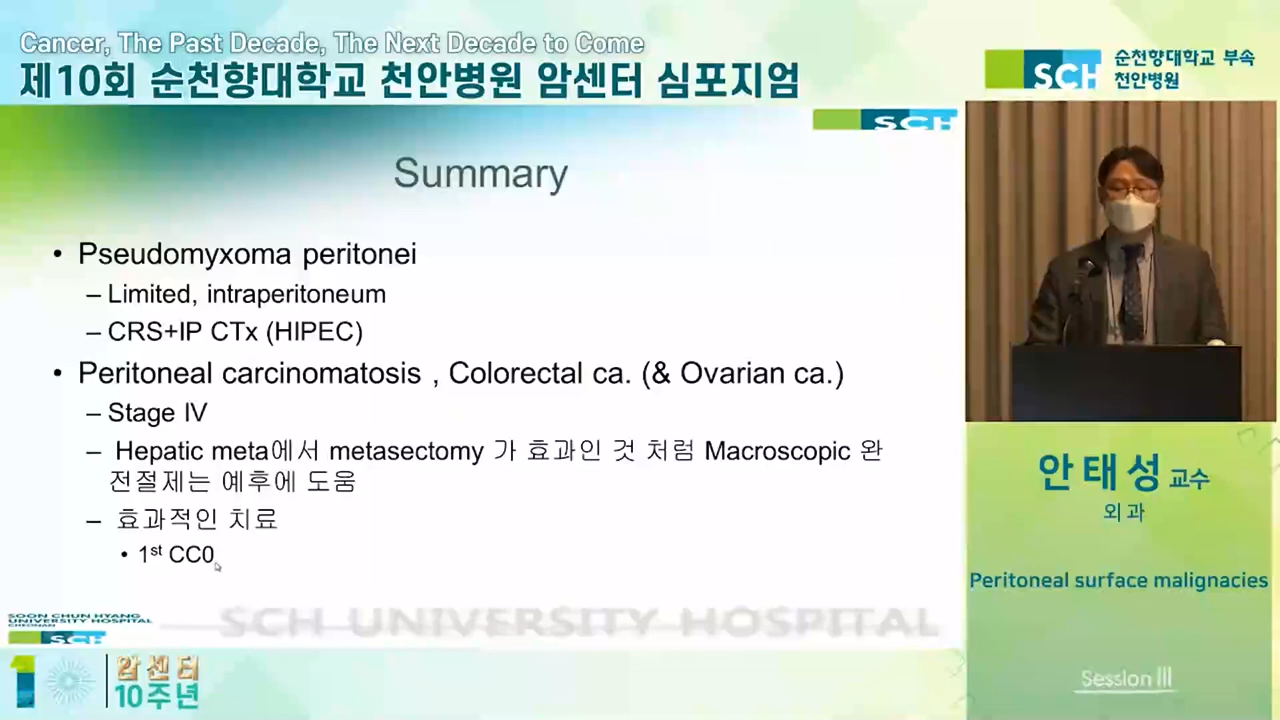 Cancer, The Past Decade, The Next Decade to Come
제10회 순천향대학교 천안병원 암센터 심포지엄
SCH
순천향대학교 부속
천안병원
SCH
Summary
• Pseudomyxoma peritonei
– Limited, intraperitoneum
– CRS+IP CTx (HIPEC)
• Peritoneal carcinomatosis , Colorectal ca. (& Ovarian ca.)
– Stage IV
– Hepatic meta에서 metasectomy 가 효과인 것 처럼 Macroscopic 완
전절제는 예후에 도움
– 효과적인 치료
• 1st CC0
안태성 교수
외과
Peritoneal surface malignacies
Session III
SOON CHUN HYANG
UNIVERSITY HOSPITAL
CHEONAN
SCH
SCH UNIVERSITY HOSPITAL
10 암센터
10주년